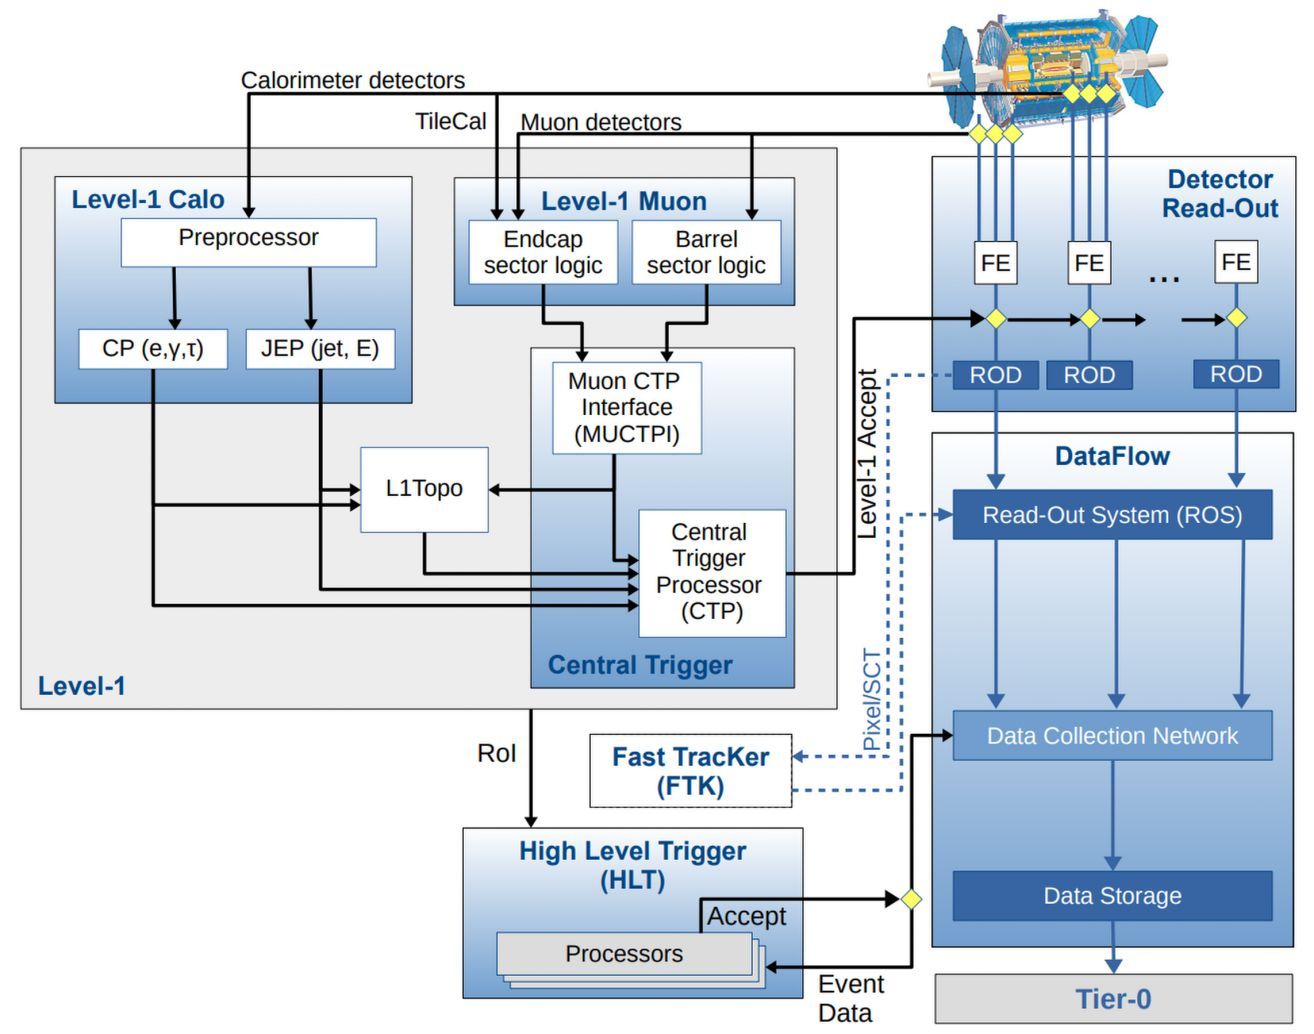 Calorimeter detectors
TileCal
Muon detectors
Level-1 Calo
Preprocessor
CP (e,γ,τ)
JEP (jet, E)
Level-1 Muon
Endcap
sector logic
Barrel
sector logic
Muon CTP
Interface
(MUCTPI)
L1Topo
Central
Trigger
Processor
(CTP)
Central Trigger
Level-1
Level-1 Accept
Detector
Read-Out
FE
FE
...
FE
ROD
ROD
ROD
DataFlow
Read-Out System (ROS)
Pixel/SCT
Data Collection Network
Data Storage
Tier-0
RoI
Fast TracKer
(FTK)
High Level Trigger
(HLT)
Accept
Processors
Event
Data